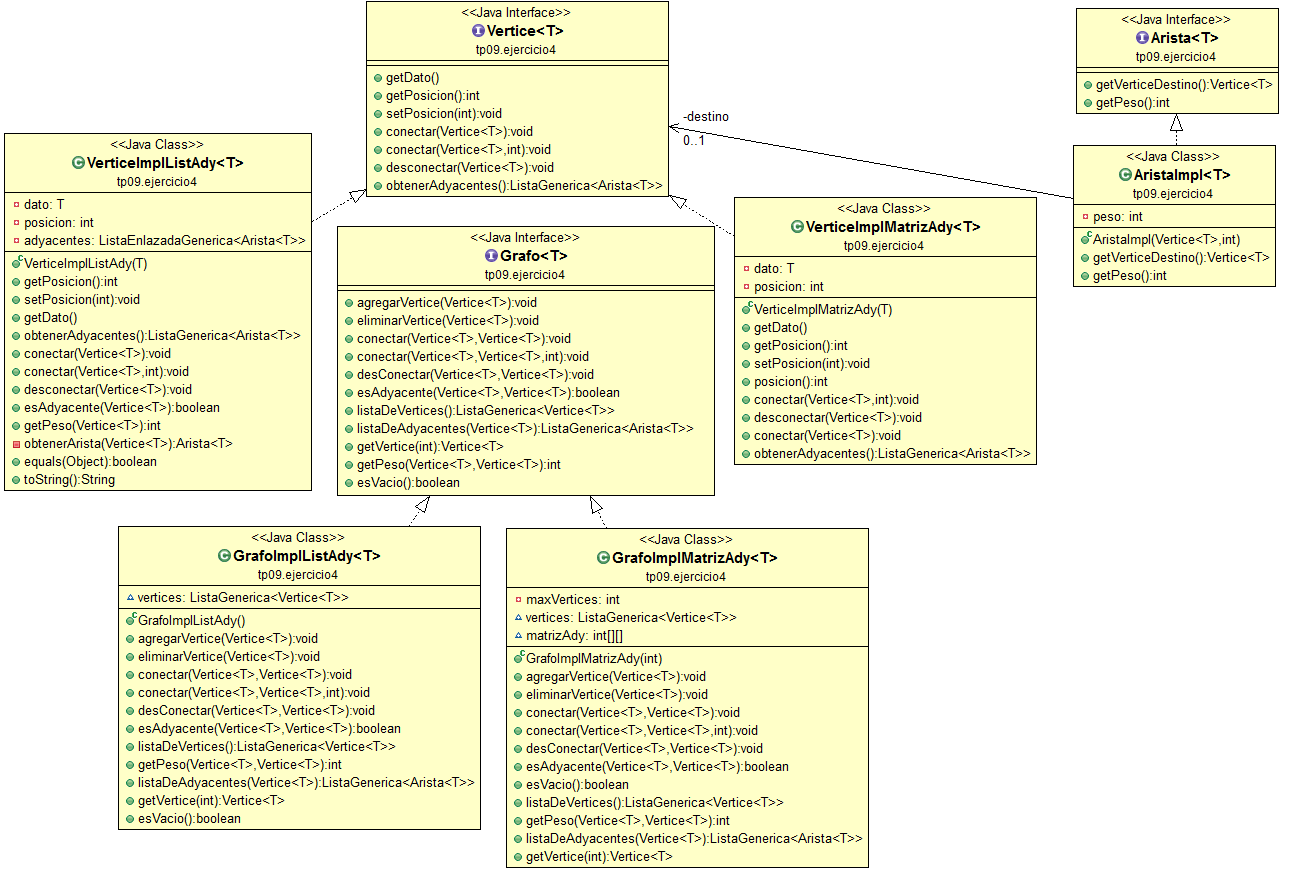 <<Java Interface>>
Vertice<T>
tp09.ejercicio4
getDato()
getPosicion():int
setPosicion(int):void
conectar(Vertice<T>):void
conectar(Vertice<T>,int):void
desconectar(Vertice<T>):void
obtenerAdyacentes():ListaGenerica<Arista<T>>
<<Java Interface>>
Arista<T>
tp09.ejercicio4
getVerticeDestino():Vertice<T>
getPeso():int
-destino
0..1
<<Java Class>>
VerticeImplListAdy<T>
tp09.ejercicio4
dato: T
posicion: int
adyacentes: ListaEnlazadaGenerica<Arista<T>>
VerticeImplListAdy(T)
getPosicion():int
setPosicion(int):void
getDato()
obtenerAdyacentes():ListaGenerica<Arista<T>>
conectar(Vertice<T>):void
conectar(Vertice<T>,int):void
desconectar(Vertice<T>):void
esAdyacente(Vertice<T>):boolean
getPeso(Vertice<T>):int
obtenerArista(Vertice<T>):Arista<T>
equals(Object):boolean
toString():String
<<Java Class>>
AristaImpl<T>
tp09.ejercicio4
peso: int
AristaImpl(Vertice<T>,int)
getVerticeDestino():Vertice<T>
getPeso():int
<<Java Class>>
VerticeImplMatrizAdy<T>
tp09.ejercicio4
dato: T
posicion: int
VerticeImplMatrizAdy(T)
getDato()
getPosicion():int
setPosicion(int):void
posicion():int
conectar(Vertice<T>,int):void
desconectar(Vertice<T>):void
conectar(Vertice<T>):void
obtenerAdyacentes():ListaGenerica<Arista<T>>
<<Java Interface>>
Grafo<T>
tp09.ejercicio4
agregarVertice(Vertice<T>):void
eliminarVertice(Vertice<T>):void
conectar(Vertice<T>,Vertice<T>):void
conectar(Vertice<T>,Vertice<T>,int):void
desConectar(Vertice<T>,Vertice<T>):void
esAdyacente(Vertice<T>,Vertice<T>):boolean
listaDeVertices():ListaGenerica<Vertice<T>>
listaDeAdyacentes(Vertice<T>):ListaGenerica<Arista<T>>
getVertice(int):Vertice<T>
getPeso(Vertice<T>,Vertice<T>):int
esVacio():boolean
<<Java Class>>
GrafoImplListAdy<T>
tp09.ejercicio4
vertices: ListaGenerica<Vertice<T>>
GrafoImplListAdy()
agregarVertice(Vertice<T>):void
eliminarVertice(Vertice<T>):void
conectar(Vertice<T>,Vertice<T>):void
conectar(Vertice<T>,Vertice<T>,int):void
desConectar(Vertice<T>,Vertice<T>):void
esAdyacente(Vertice<T>,Vertice<T>):boolean
listaDeVertices():ListaGenerica<Vertice<T>>
getPeso(Vertice<T>,Vertice<T>):int
listaDeAdyacentes(Vertice<T>):ListaGenerica<Arista<T>>
getVertice(int):Vertice<T>
esVacio():boolean
<<Java Class>>
GrafoImplMatrizAdy<T>
tp09.ejercicio4
maxVertices: int
vertices: ListaGenerica<Vertice<T>>
matrizAdy: int[][]
GrafoImplMatrizAdy(int)
agregarVertice(Vertice<T>):void
eliminarVertice(Vertice<T>):void
conectar(Vertice<T>,Vertice<T>):void
conectar(Vertice<T>,Vertice<T>,int):void
desConectar(Vertice<T>,Vertice<T>):void
esAdyacente(Vertice<T>,Vertice<T>):boolean
esVacio():boolean
listaDeVertices():ListaGenerica<Vertice<T>>
getPeso(Vertice<T>,Vertice<T>):int
listaDeAdyacentes(Vertice<T>):ListaGenerica<Arista<T>>
getVertice(int):Vertice<T>